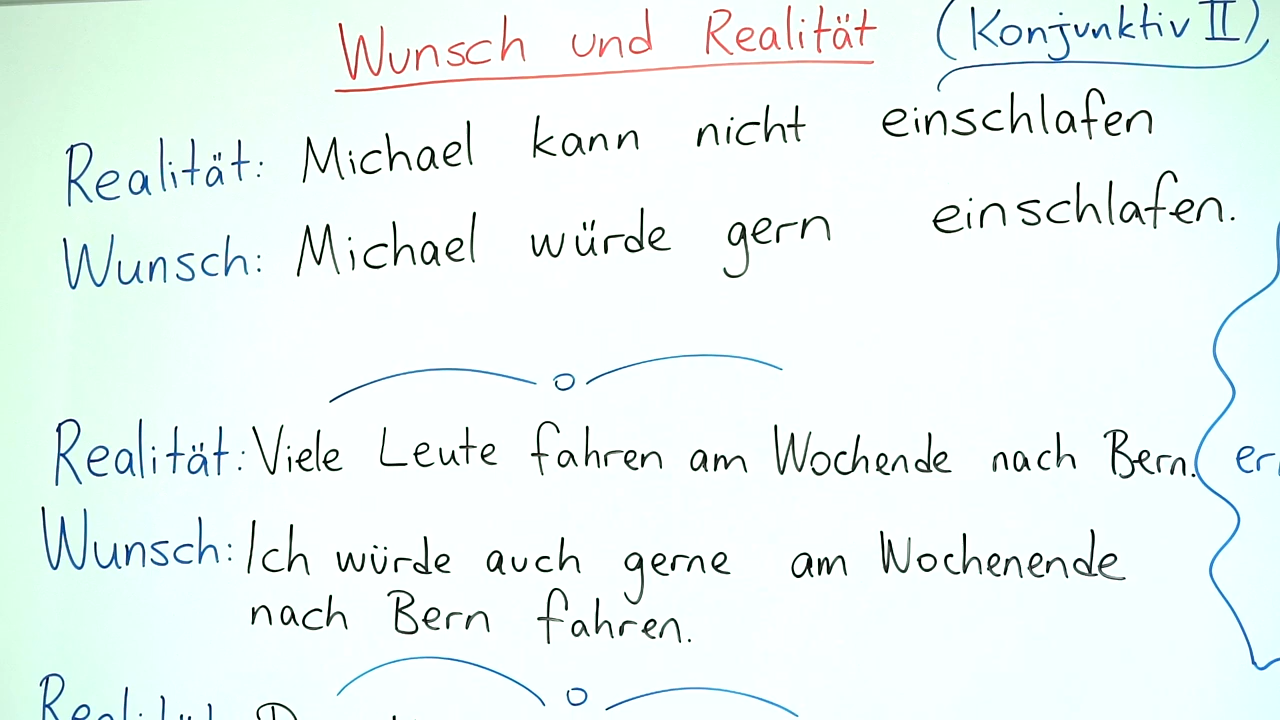 Wunsch und Realität (Konjunktiv II)
Realität: Michael kann nicht einschlafen
Wunsch: Michael würde gern einschlafen.
Realität: Viele Leute fahren am Wochende nach Bern.
Wunsch: Ich würde auch gerne am Wochenende
nach Bern fahren.